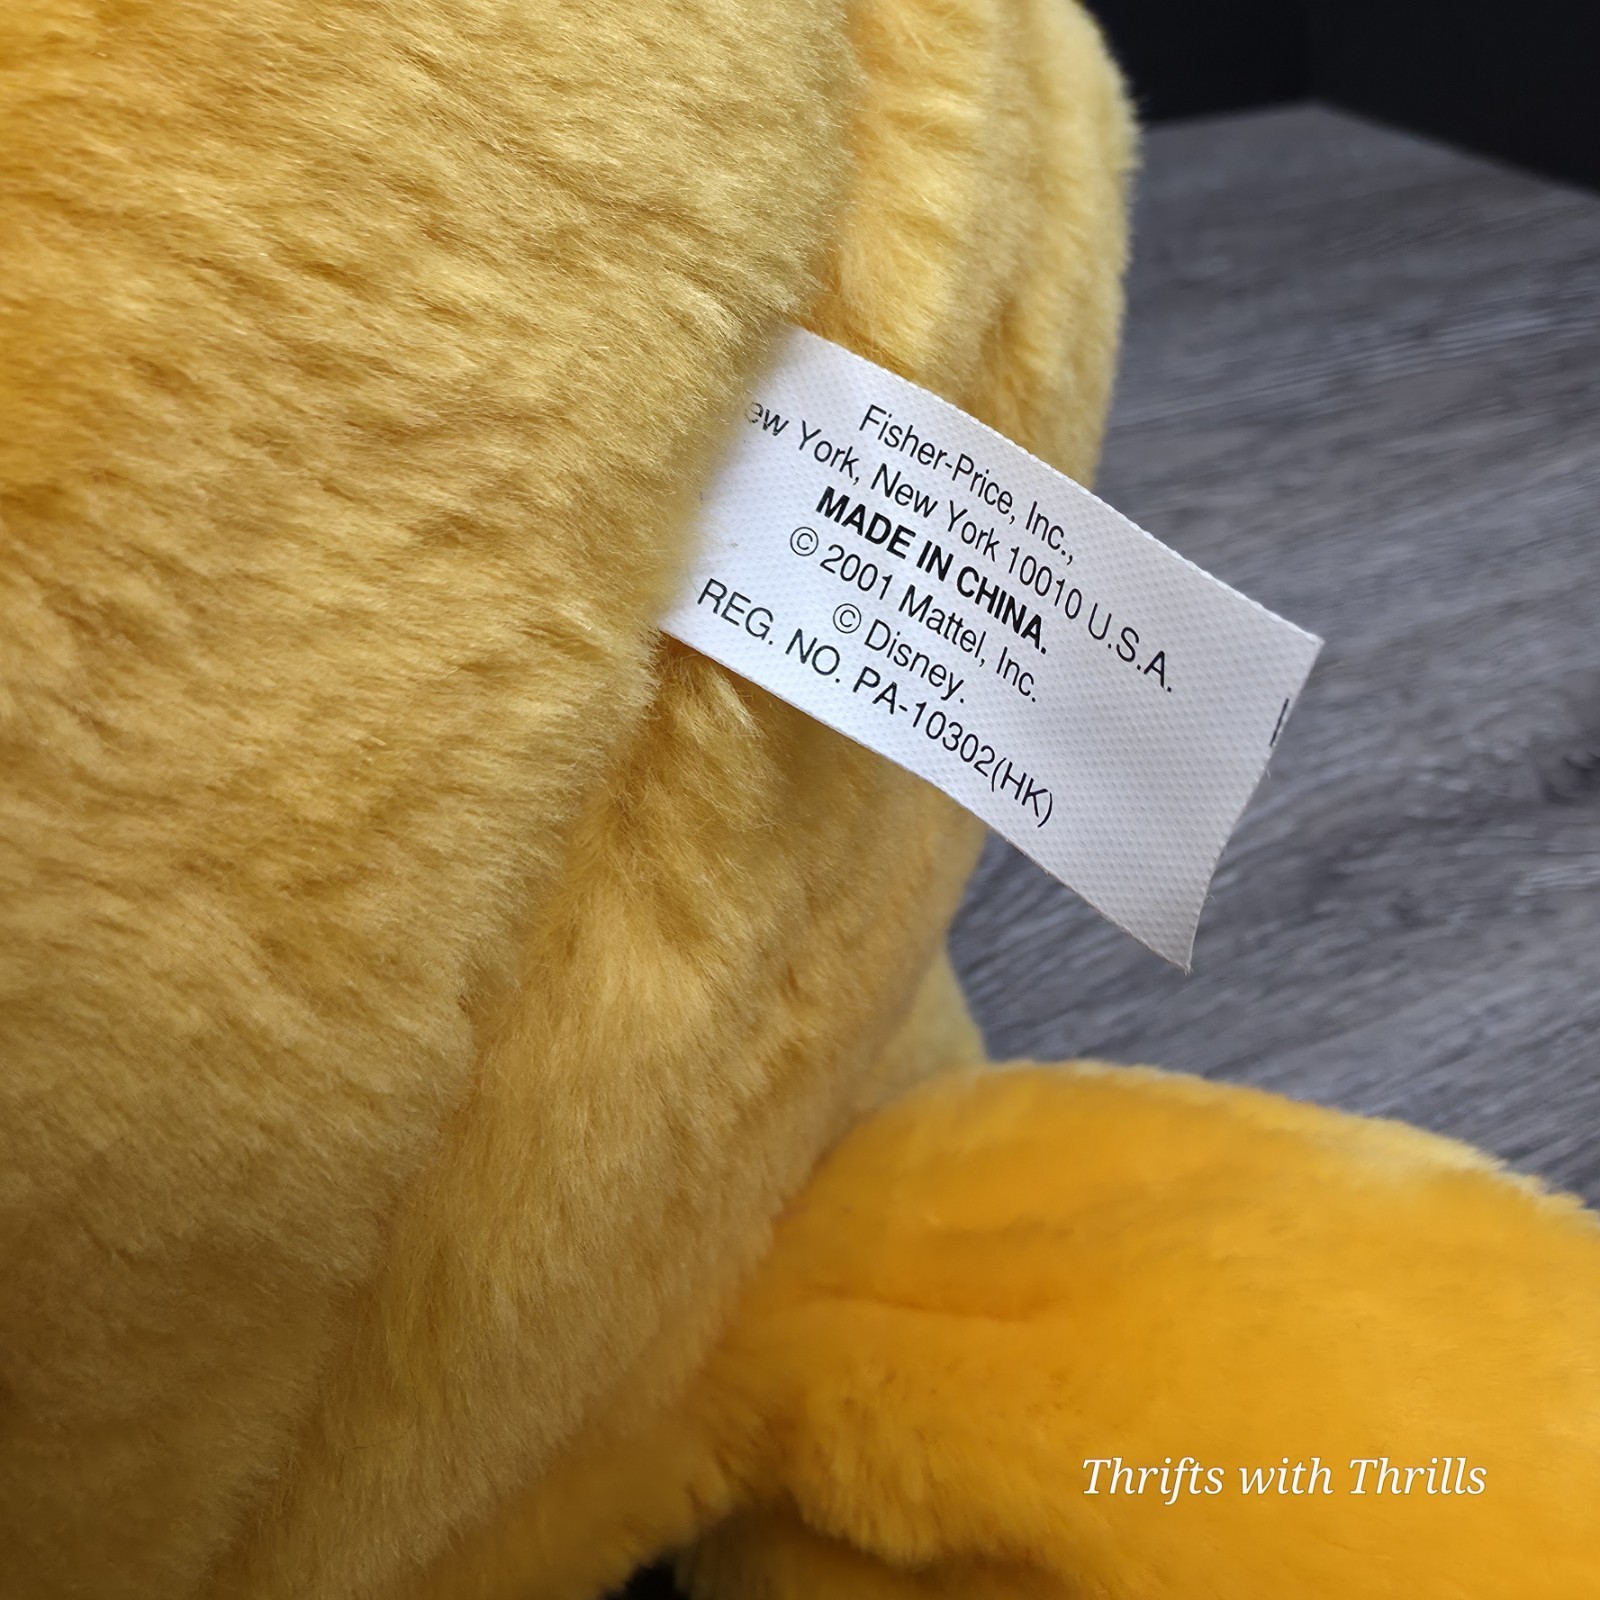 Fisher-Price, Inc.,
York, New York 10010 U.S.A.
MADE IN CHINA.
© 2001 Mattel, Inc.
© Disney.
REG. NO. PA-10302(HK)
Thrifts with Thrills